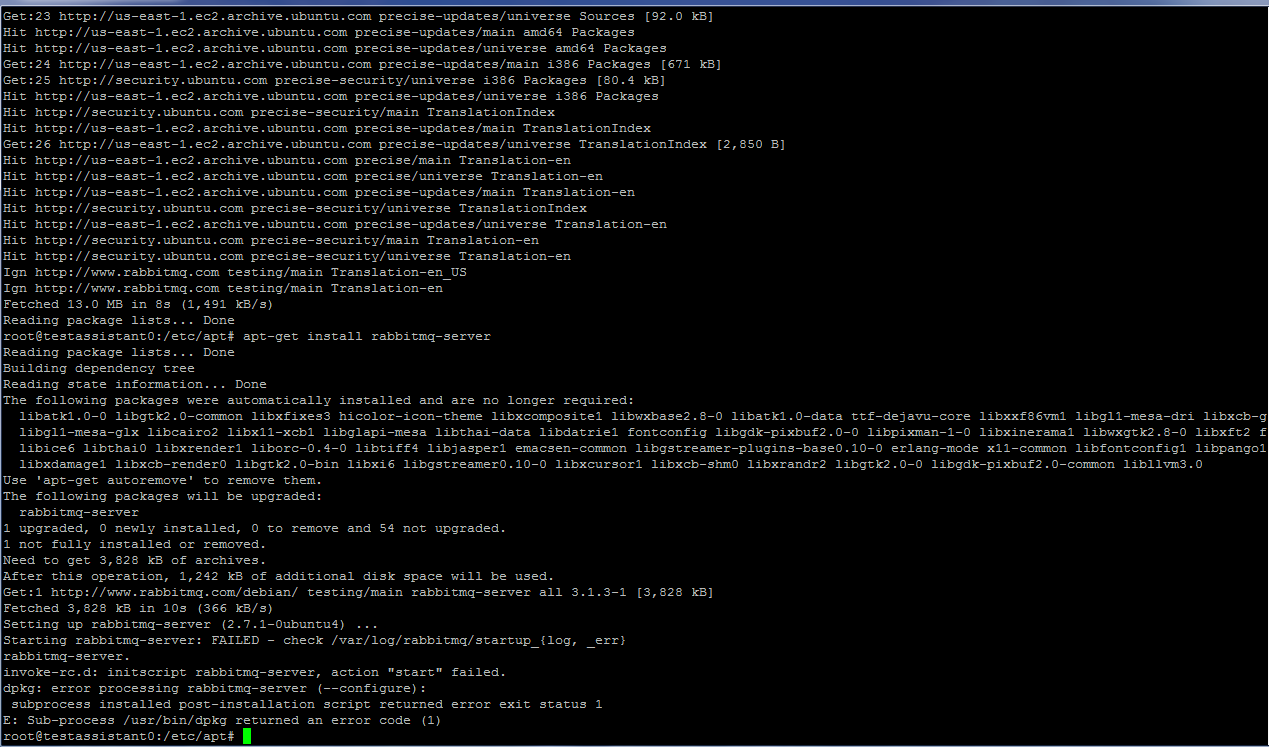 Get:23 http://us-east-1.ec2.archive.ubuntu.com precise-updates/universe Sources [92.0 kB]
Hit http://us-east-1.ec2.archive.ubuntu.com precise-updates/main amd64 Packages
Hit http://us-east-1.ec2.archive.ubuntu.com precise-updates/universe amd64 Packages
Get:24 http://us-east-1.ec2.archive.ubuntu.com precise-updates/main i386 Packages [671 kB]
Get:25 http://security.ubuntu.com precise-security/universe i386 Packages [80.4 kB]
Hit http://us-east-1.ec2.archive.ubuntu.com precise-updates/universe i386 Packages
Hit http://security.ubuntu.com precise-security/main TranslationIndex
Hit http://us-east-1.ec2.archive.ubuntu.com precise-updates/main TranslationIndex
Get:26 http://us-east-1.ec2.archive.ubuntu.com precise-updates/universe TranslationIndex [2,850 B]
Hit http://us-east-1.ec2.archive.ubuntu.com precise/main Translation-en
Hit http://us-east-1.ec2.archive.ubuntu.com precise/universe Translation-en
Hit http://us-east-1.ec2.archive.ubuntu.com precise-updates/main Translation-en
Hit http://security.ubuntu.com precise-security/universe TranslationIndex
Hit http://us-east-1.ec2.archive.ubuntu.com precise-updates/universe Translation-en
Hit http://security.ubuntu.com precise-security/main Translation-en
Hit http://security.ubuntu.com precise-security/universe Translation-en
Ign http://www.rabbitmq.com testing/main Translation-en_US
Ign http://www.rabbitmq.com testing/main Translation-en
Fetched 13.0 MB in 8s (1,491 kB/s)
Reading package lists... Done
root@testassistant0:/etc/apt# apt-get install rabbitmq-server
Reading package lists... Done
Building dependency tree
Reading state information... Done
The following packages were automatically installed and are no longer required:
  libatk1.0-0 libgtk2.0-common libxfixes3 hicolor-icon-theme libxcomposite1 libwxbase2.8-0 libatk1.0-data ttf-dejavu-core libxxf86vm1 libgl1-mesa-dri libxcb-g
  libgl1-mesa-glx libcairo2 libx11-xcb1 libglapi-mesa libthai-data libdatrie1 fontconfig libgdk-pixbuf2.0-0 libpixman-1-0 libxinerama1 libwxgtk2.8-0 libxft2 f
  libice6 libthai0 libxrender1 liborc-0.4-0 libtiff4 libjasper1 emacsen-common libgstreamer-plugins-base0.10-0 erlang-mode x11-common libfontconfig1 libpango1
  libxdamage1 libxcb-render0 libgtk2.0-bin libxi6 libgstreamer0.10-0 libxcursor1 libxcb-shm0 libxrandr2 libgtk2.0-0 libgdk-pixbuf2.0-common libllvm3.0
Use 'apt-get autoremove' to remove them.
The following packages will be upgraded:
  rabbitmq-server
1 upgraded, 0 newly installed, 0 to remove and 54 not upgraded.
1 not fully installed or removed.
Need to get 3,828 kB of archives.
After this operation, 1,242 kB of additional disk space will be used.
Get:1 http://www.rabbitmq.com/debian/ testing/main rabbitmq-server all 3.1.3-1 [3,828 kB]
Fetched 3,828 kB in 10s (366 kB/s)
Setting up rabbitmq-server (2.7.1-0ubuntu4) ...
Starting rabbitmq-server: FAILED - check /var/log/rabbitmq/startup_{log, _err}
rabbitmq-server.
invoke-rc.d: initscript rabbitmq-server, action "start" failed.
dpkg: error processing rabbitmq-server (--configure):
 subprocess installed post-installation script returned error exit status 1
E: Sub-process /usr/bin/dpkg returned an error code (1)
root@testassistant0:/etc/apt#